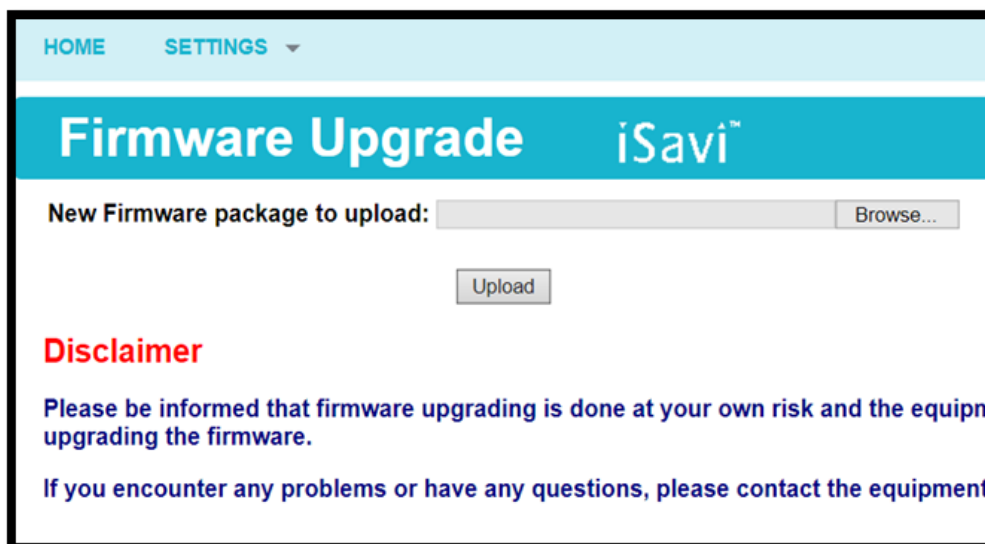 HOME SETTINGS
Firmware Upgrade iSavi™
New Firmware package to upload: Browse...
Upload
Disclaimer
Please be informed that firmware upgrading is done at your own risk and the
upgrading the firmware.
If you encounter any problems or have any questions, please contact the equipment